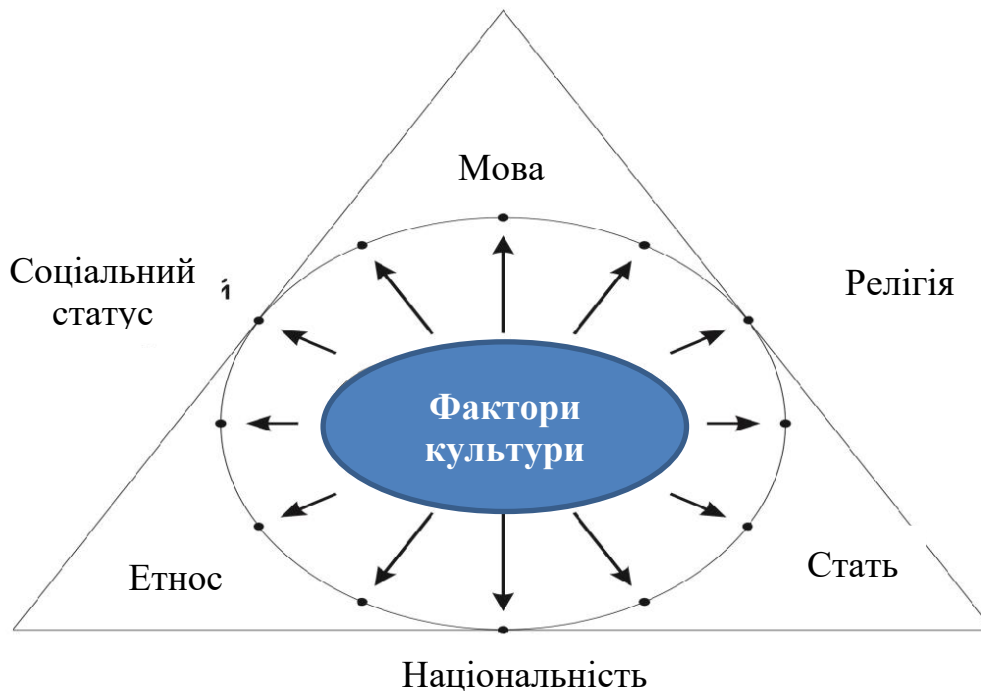 Мова
Соціальний
статус
й
Релігія
Фактори
культури
Етнос
Стать
Національність